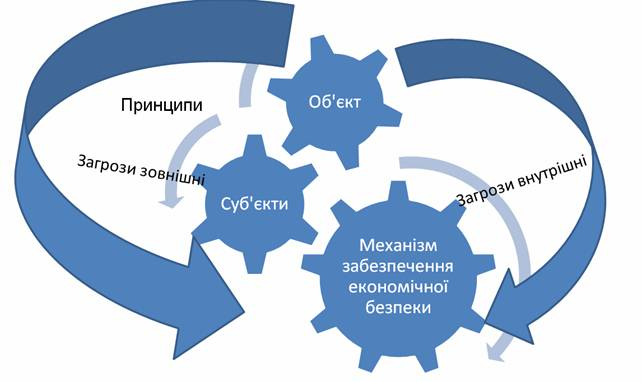 Об'єкт
Принципи
Загрози зовнішні
Загрози внутрішні
Суб'єкти
Механізм
забезпечення
економічної
безпеки